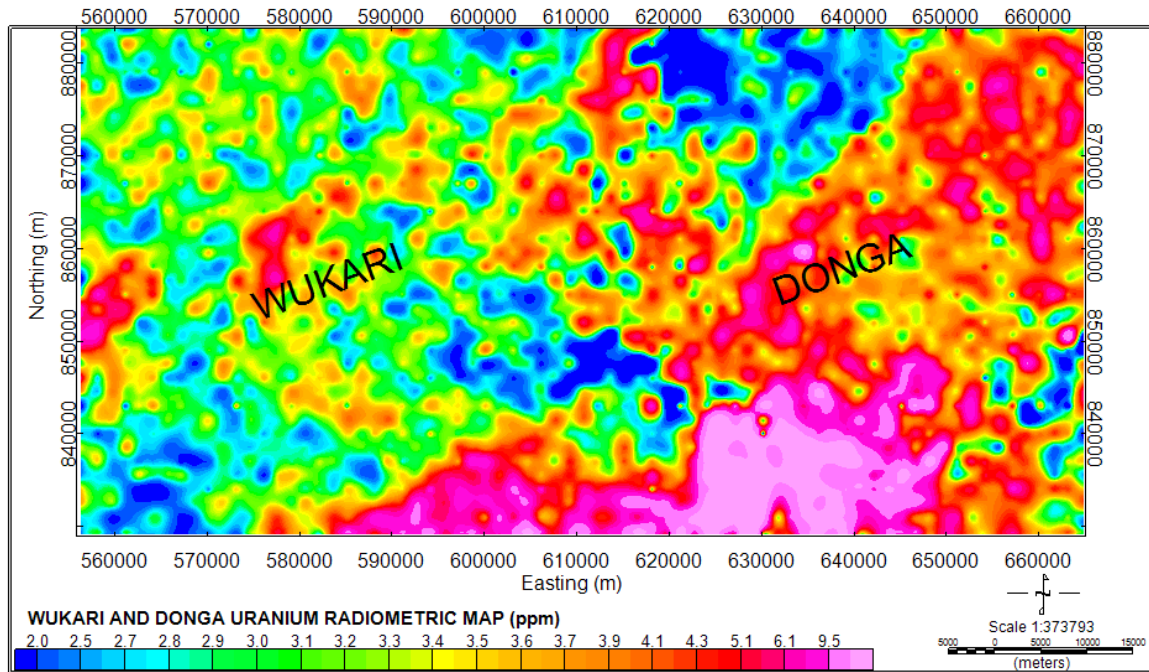 560000 570000 580000 590000 600000 610000 620000 630000 640000 650000 660000
880000 870000 860000 850000 840000
Northing (m)
WUKARI
DONGA
880000 870000 860000 850000 840000
560000 570000 580000 590000 600000 610000 620000 630000 640000 650000 660000
Easting (m)
WUKARI AND DONGA URANIUM RADIOMETRIC MAP (ppm)
2.0 2.5 2.7 2.8 2.9 3.0 3.1 3.2 3.3 3.4 3.5 3.6 3.7 3.9 4.1 4.3 5.1 6.1 9.5
Scale 1:373793
5000 0 5000 10000 15000
(meters)